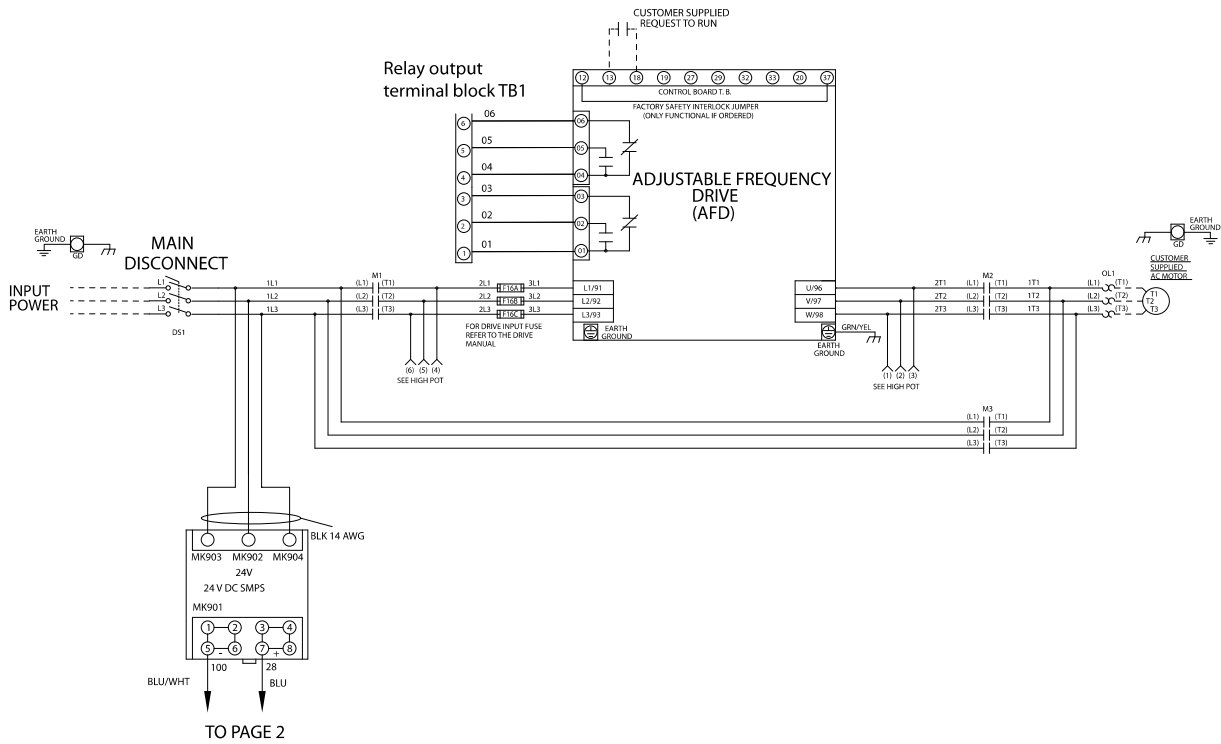 CUSTOMER SUPPLIED
REQUEST TO RUN
Relay output
terminal block TB1
12 13 18 19 27 29 32 33 20 37
CONTROL BOARD T. B.
FACTORY SAFETY INTERLOCK JUMPER
(ONLY FUNCTIONAL IF ORDERED)
6 06 06
5 05 05
4 04 04
3 03 03
2 02 02
1 01 01
ADJUSTABLE FREQUENCY
DRIVE
(AFD)
EARTH
GROUND
GD
MAIN
DISCONNECT
EARTH
GROUND
GD
CUSTOMER
SUPPLIED
AC MOTOR
INPUT
POWER
L1 1L1 (L1) M1 (T1) 2L1 F16A 3L1 L1/91
L2 1L2 (L2) (T2) 2L2 F16B 3L2 L2/92
L3 1L3 (L3) (T3) 2L3 F16C 3L3 L3/93
DS1
U/96 2T1 (L1) M2 (T1) 1T1 (L1) OL1 (T1) T1
V/97 2T2 (L2) (T2) 1T2 (L2) (T2) T2
W/98 2T3 (L3) (T3) 1T3 (L3) (T3) T3
FOR DRIVE INPUT FUSE
REFER TO THE DRIVE
MANUAL
EARTH
GROUND
EARTH
GROUND
GRN/YEL
(6) (5) (4)
SEE HIGH POT
(1) (2) (3)
SEE HIGH POT
M3
(L1) (T1)
(L2) (T2)
(L3) (T3)
BLK 14 AWG
MK903 MK902 MK904
24V
24 V DC SMPS
MK901
1 2 3 4
5 - 6 7 + 8
100 28
BLU/WHT BLU
TO PAGE 2